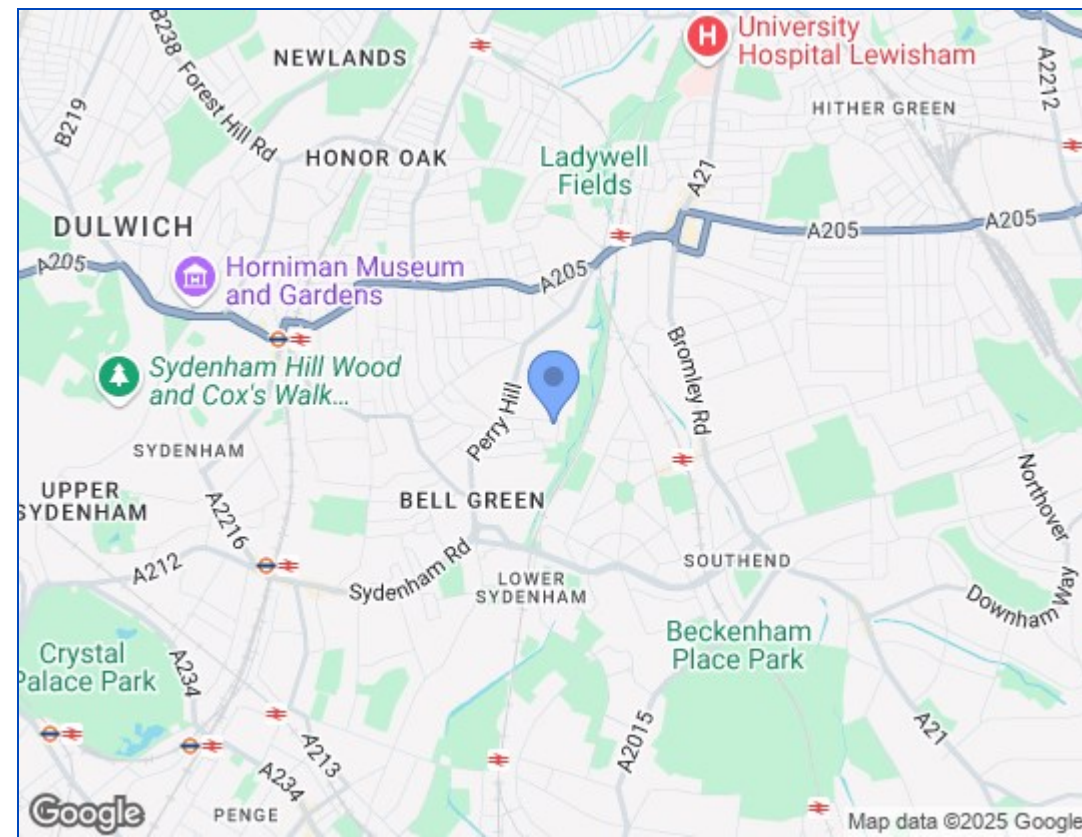 B238
Forest Hill Rd
B219
NEWLANDS
University
Hospital Lewisham
A2212
HITHER GREEN
HONOR OAK
Ladywell
Fields
A21
DULWICH
A205
A205
A205
A205
Horniman Museum
and Gardens
Sydenham Hill Wood
and Cox's Walk...
Perry Hill
Bromley Rd
SYDENHAM
UPPER
SYDENHAM
A2216
BELL GREEN
Northover
A212
Sydenham Rd
LOWER
SYDENHAM
SOUTHEND
Downham Way
Crystal
Palace Park
A234
Beckenham
Place Park
A213
A234
A2015
A21
PENGE
Google
Map data ©2025 Google